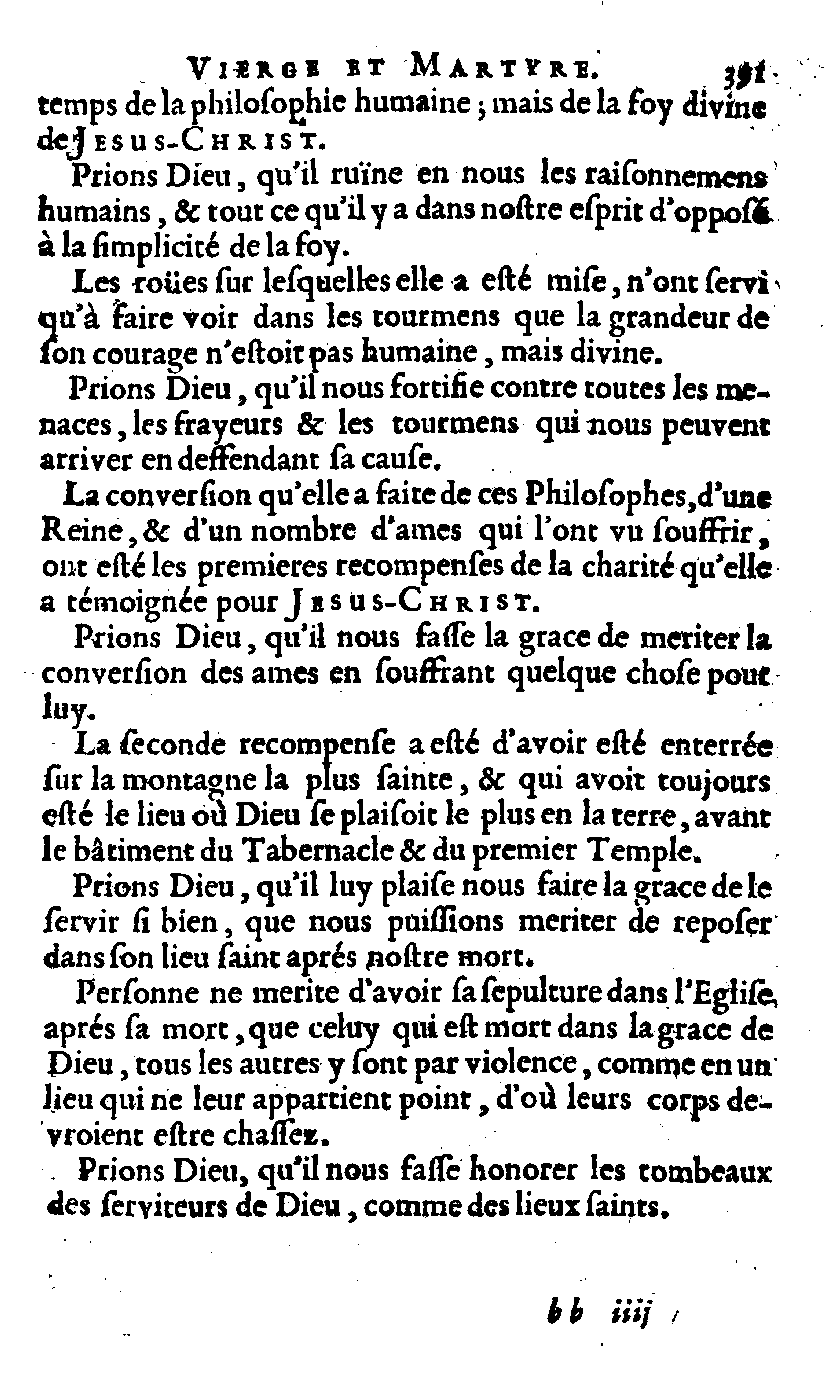 VIERGE ET MARTYRE. 391
temps de la philoſophie humaine ; mais de la foy divine
de JESUS-CHRIST.
Prions Dieu, qu'il ruïne en nous les raiſonnemens
humains, & tout ce qu'il y a dans noſtre eſprit d'oppoſé
à la ſimplicité de la foy.
Les roües ſur leſquelles elle a eſté miſe, n'ont ſervi
qu'à faire voir dans les tourmens que la grandeur de
ſon courage n'eſtoit pas humaine, mais divine.
Prions Dieu, qu'il nous fortifie contre toutes les me-
naces, les frayeurs & les tourmens qui nous peuvent
arriver en deffendant ſa cauſe.
La converſion qu'elle a faite de ces Philoſophes, d'une
Reine, & d'un nombre d'ames qui l'ont vu ſouffrir,
ont eſté les premieres recompenſes de la charité qu'elle
a témoignée pour JESUS-CHRIST.
Prions Dieu, qu'il nous faſſe la grace de meriter la
converſion des ames en ſouffrant quelque choſe pour
luy.
La ſeconde recompenſe a eſté d'avoir eſté enterrée
ſur la montagne la plus ſainte, & qui avoit toujours
eſté le lieu où Dieu ſe plaiſoit le plus en la terre, avant
le bâtiment du Tabernacle & du premier Temple.
Prions Dieu, qu'il luy plaiſe nous faire la grace de le
ſervir ſi bien, que nous puiſſions meriter de repoſer
dans ſon lieu ſaint aprés noſtre mort.
Perſonne ne merite d'avoir ſa ſepulture dans l'Egliſe,
aprés ſa mort, que celuy qui eſt mort dans la grace de
Dieu, tous les autres y ſont par violence, comme en un
lieu qui ne leur appartient point, d'où leurs corps de-
vroient eſtre chaſſez.
Prions Dieu, qu'il nous faſſe honorer les tombeaux
des ſerviteurs de Dieu, comme des lieux ſaints.
bb iiij